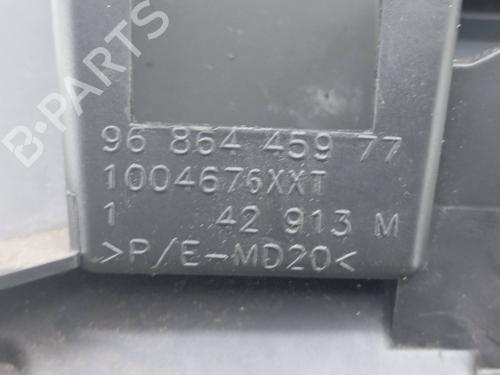 96 864 459 77
1004676XXT
1 42 913 M
>P/E-MD20<
B-PARTS